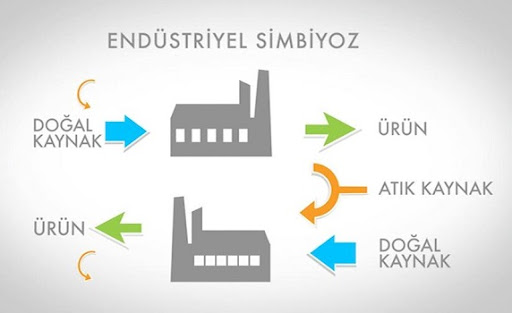 ENDÜSTRİYEL SİMBİYOZ
DOĞAL
KAYNAK
ÜRÜN
ATIK KAYNAK
ÜRÜN
DOĞAL
KAYNAK